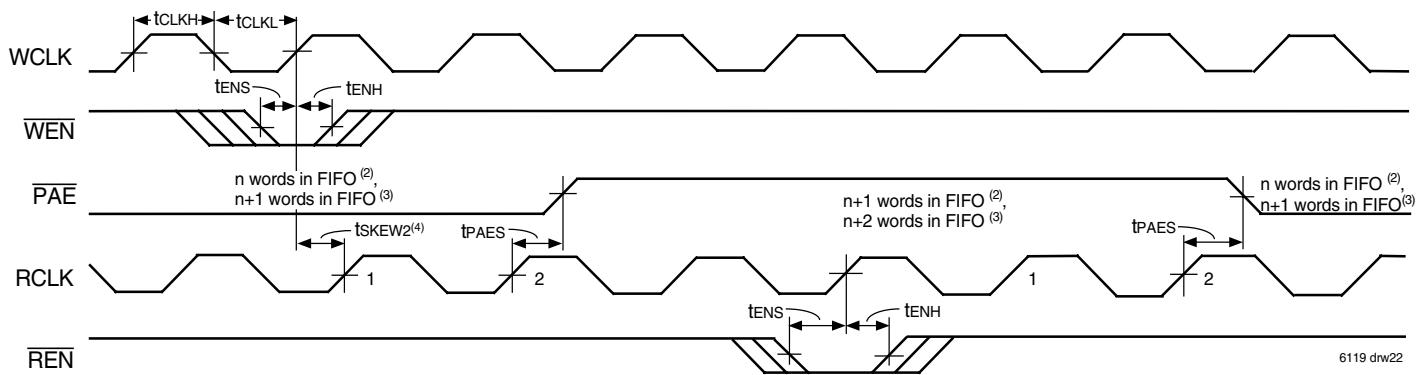 tCLKH
tCLKL
WCLK
tENS
tENH
WEN
PAE
n words in FIFO (2),
n+1 words in FIFO (3)
n+1 words in FIFO (2),
n+2 words in FIFO (3)
n words in FIFO (2),
n+1 words in FIFO(3)
tSKEW2(4)
tPAES
tPAES
RCLK
1
2
1
2
tENS
tENH
REN
6119 drw22